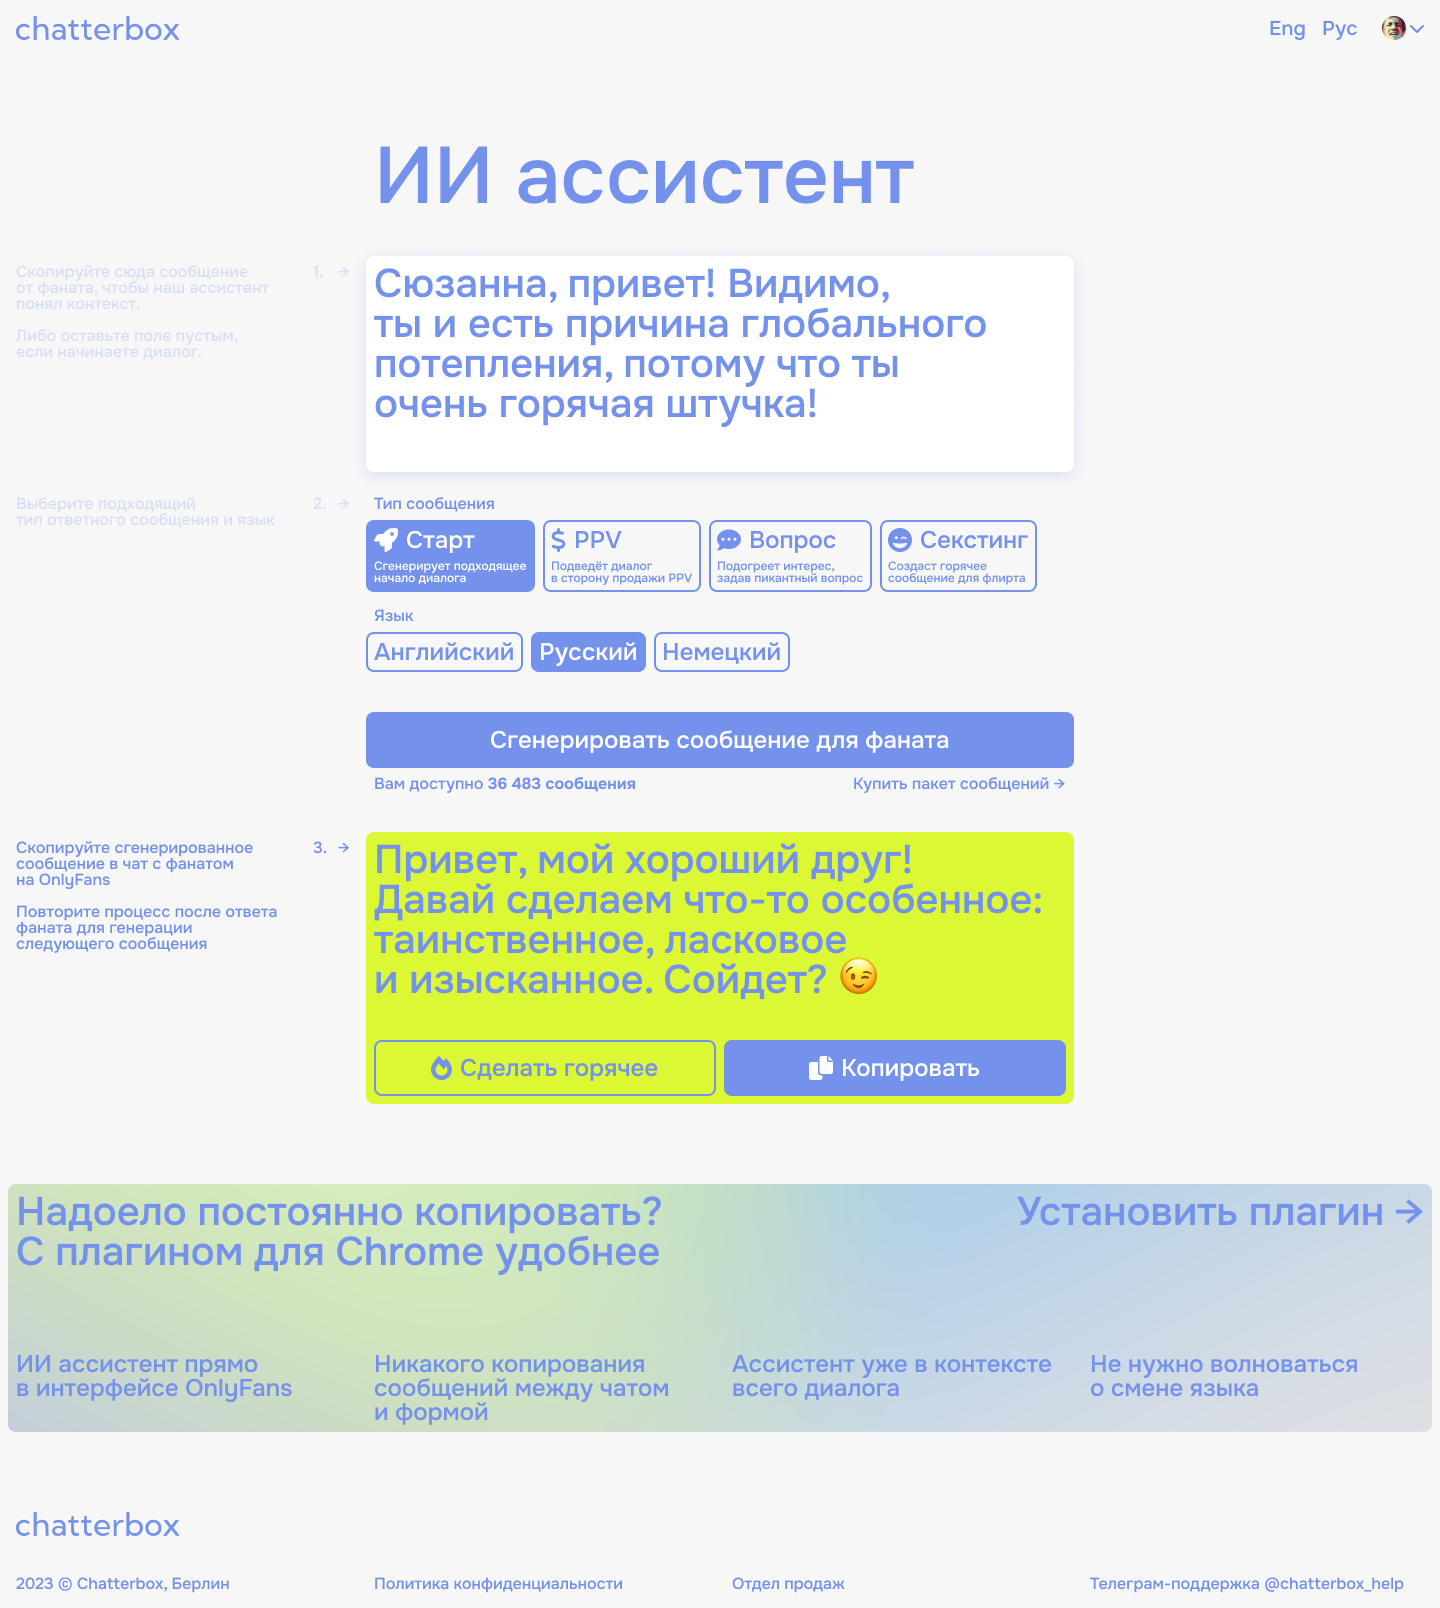 chatterbox
Eng Рус
ИИ ассистент
Скопируйте сюда сообщение
от фаната, чтобы наш ассистент
понял контекст.
Либо оставьте поле пустым,
если начинаете диалог.
1. →
Сюзанна, привет! Видимо,
ты и есть причина глобального
потепления, потому что ты
очень горячая штучка!
Выберите подходящий
тип ответного сообщения и язык
2. →
Тип сообщения
Старт
Сгенерирует подходящее
начало диалога
PPV
Подведёт диалог
в сторону продажи PPV
Вопрос
Подогреет интерес,
задав пикантный вопрос
Секстинг
Создаст горячее
сообщение для флирта
Язык
Английский
Русский
Немецкий
Сгенерировать сообщение для фаната
Вам доступно 36 483 сообщения
Купить пакет сообщений →
Скопируйте сгенерированное
сообщение в чат с фанатом
на OnlyFans
Повторите процесс после ответа
фаната для генерации
следующего сообщения
3. →
Привет, мой хороший друг!
Давай сделаем что-то особенное:
таинственное, ласковое
и изысканное. Сойдет? 😉
Сделать горячее
Копировать
Надоело постоянно копировать?
С плагином для Chrome удобнее
Установить плагин →
ИИ ассистент прямо
в интерфейсе OnlyFans
Никакого копирования
сообщений между чатом
и формой
Ассистент уже в контексте
всего диалога
Не нужно волноваться
о смене языка
chatterbox
2023 © Chatterbox, Берлин
Политика конфиденциальности
Отдел продаж
Телеграм-поддержка @chatterbox_help